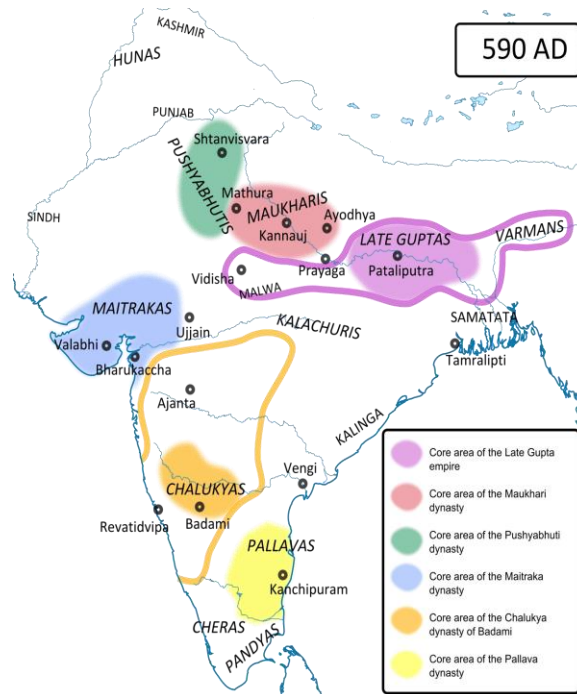 KASHMIR
HUNAS
590 AD
PUNJAB
Shtanvisvara
PUSHYABHUTIS
Mathura
MAUKHARIS
Ayodhya
Kannauj
SINDH
LATE GUPTAS
VARMANS
Prayaga
Pataliputra
Vidisha
MALWA
MAITRAKAS
SAMATATA
Ujjain
KALACHURIS
Valabhi
Bharukaccha
Tamralipti
Ajanta
KALINGA
Vengi
CHALUKYAS
Badami
Revatidvipa
PALLAVAS
Kanchipuram
CHERAS
PANDYAS
Core area of the Late Gupta
empire
Core area of the Maukhari
dynasty
Core area of the Pushyabhuti
dynasty
Core area of the Maitraka
dynasty
Core area of the Chalukya
dynasty of Badami
Core area of the Pallava
dynasty